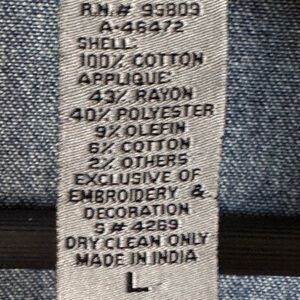 R.N.# 95809
A-46472
SHELL:
100% COTTON
APPLIQUE:
43% RAYON
40% POLYESTER
9% OLEFIN
6% COTTON
2% OTHERS
EXCLUSIVE OF
EMBROIDERY &
DECORATION
S # 4269
DRY CLEAN ONLY
MADE IN INDIA
L